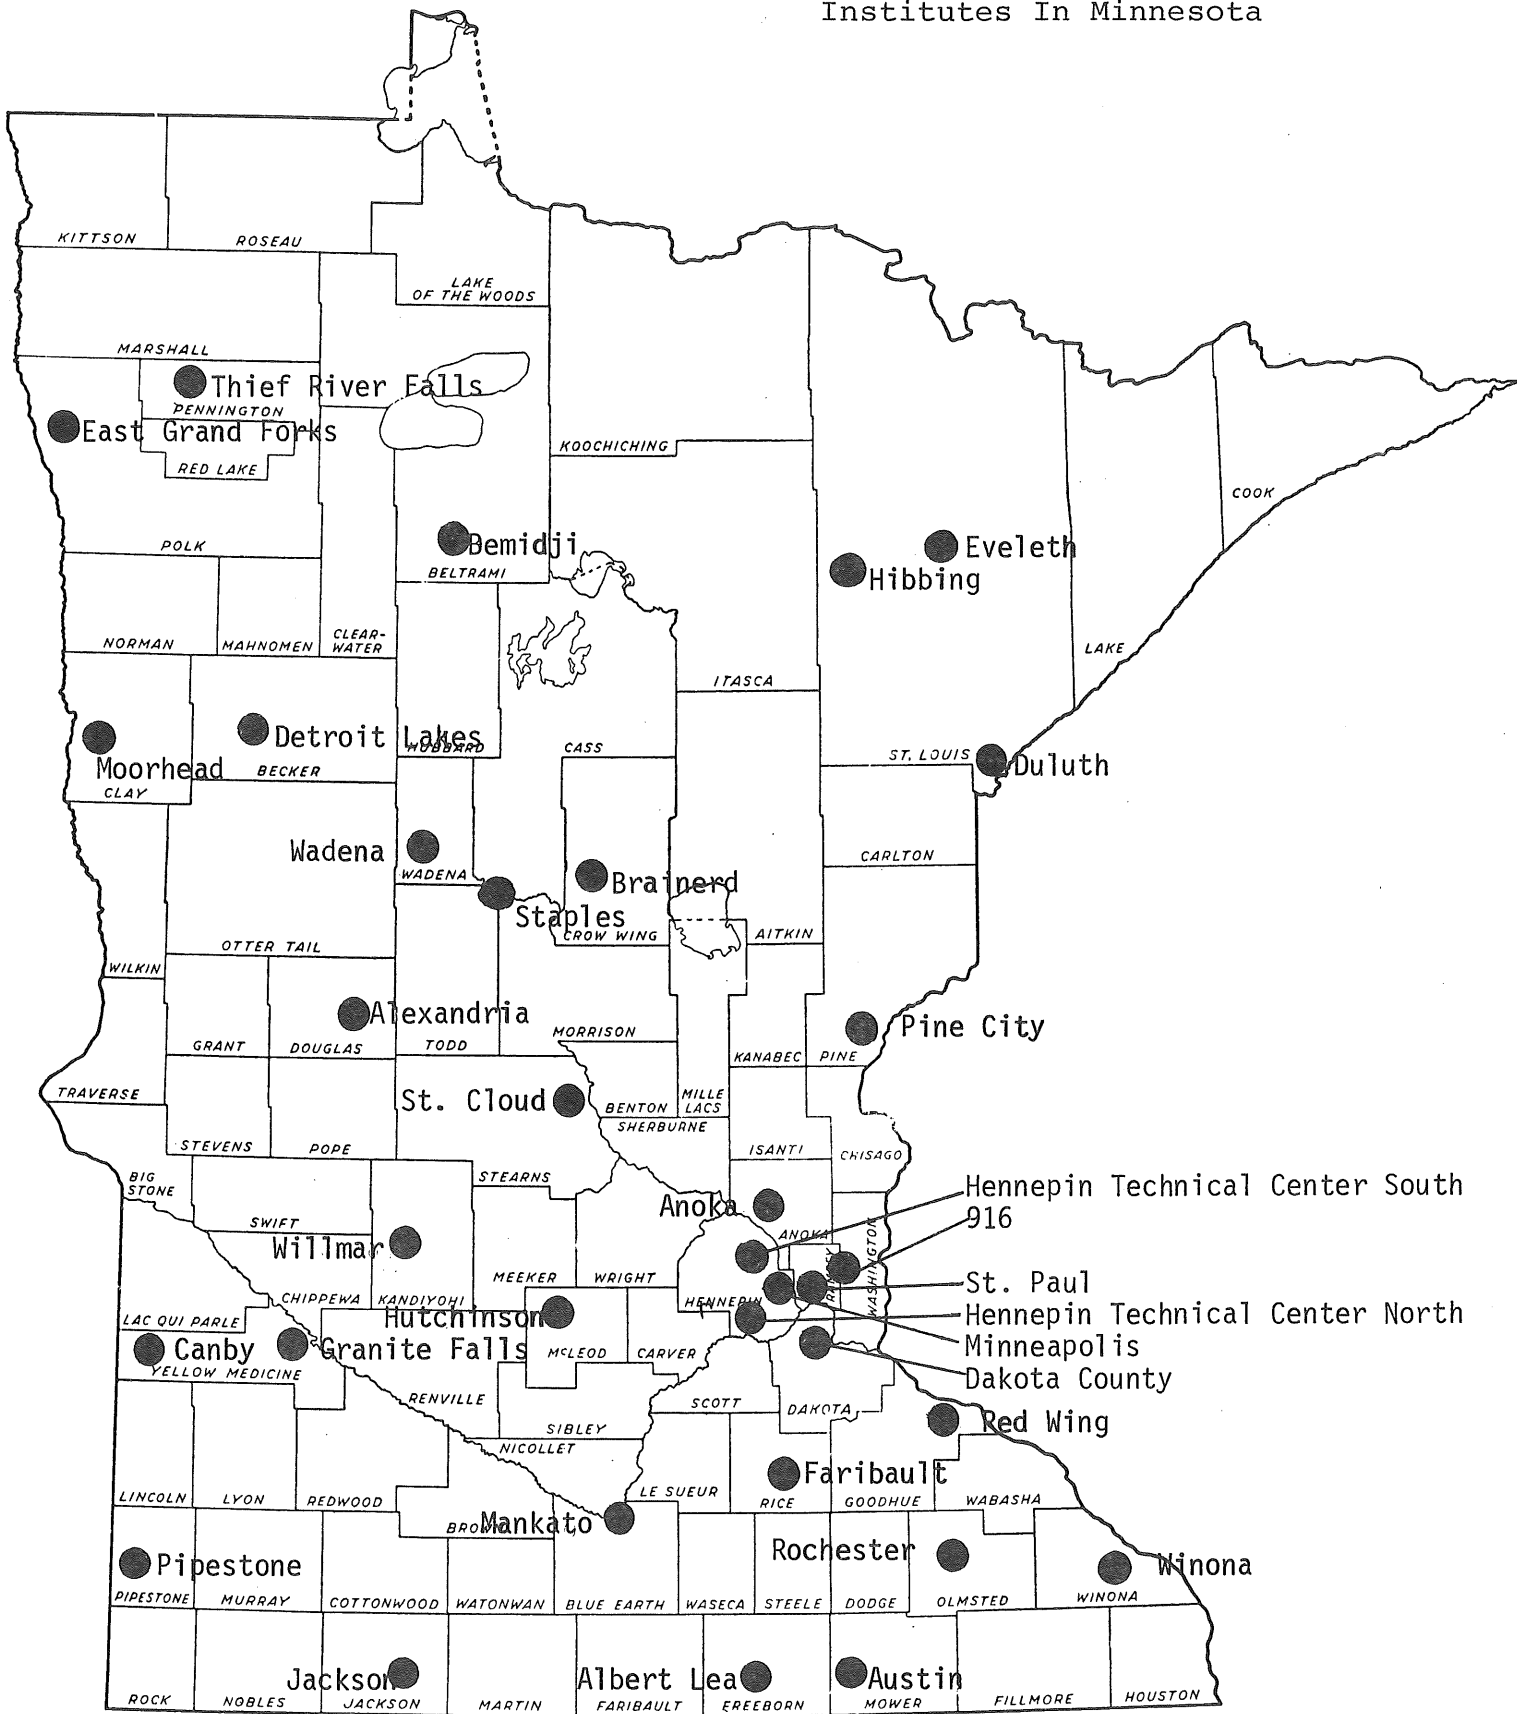 Institutes In Minnesota
KITTSON
ROSEAU
LAKE
OF THE WOODS
MARSHALL
Thief River Falls
PENNINGTON
East Grand Forks
RED LAKE
KOOCHICHING
COOK
POLK
Bemidji
BELTRAMI
Eveleth
Hibbing
NORMAN
MAHNOMEN
CLEAR-
WATER
LAKE
ITASCA
Detroit Lakes
HUBBARD
CASS
ST. LOUIS
Duluth
Moorhead
BECKER
CLAY
Wadena
WADENA
Brainerd
CARLTON
Staples
CROW WING
AITKIN
OTTER TAIL
WILKIN
Alexandria
Pine City
MORRISON
GRANT
DOUGLAS
TODD
KANABEC
PINE
TRAVERSE
St. Cloud
BENTON
MILLE
LACS
SHERBURNE
STEVENS
POPE
ISANTI
CHISAGO
BIG
STONE
STEARNS
Hennepin Technical Center South
Anoka
916
SWIFT
ANOKA
Willmar
WASHINGTON
MEEKER
WRIGHT
RAMSEY
St. Paul
CHIPPEWA
KANDIYOHI
HENNEPIN
Hutchinson
Hennepin Technical Center North
LAC QUI PARLE
Canby
Granite Falls
McLEOD
CARVER
Minneapolis
YELLOW MEDICINE
Dakota County
RENVILLE
SCOTT
DAKOTA
SIBLEY
Red Wing
NICOLLET
Faribault
LINCOLN
LYON
REDWOOD
LE SUEUR
RICE
GOODHUE
WABASHA
BROWN
Mankato
Rochester
Pipestone
Winona
PIPESTONE
MURRAY
COTTONWOOD
WATONWAN
BLUE EARTH
WASECA
STEELE
DODGE
OLMSTED
WINONA
Jackson
Albert Lea
Austin
ROCK
NOBLES
JACKSON
MARTIN
FARIBAULT
FREEBORN
MOWER
FILLMORE
HOUSTON